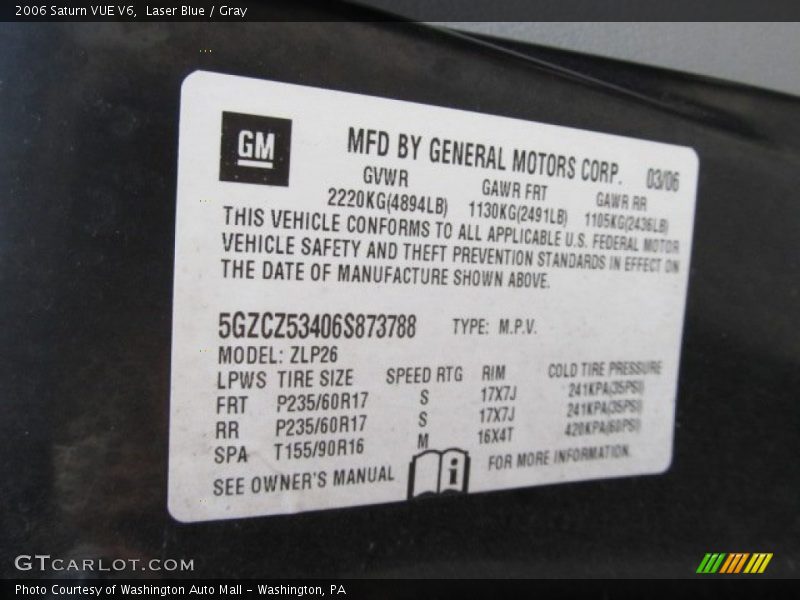 2006 Saturn VUE V6, Laser Blue / Gray
GM
MFD BY GENERAL MOTORS CORP. 03/06
GVWR GAWR FRT GAWR RR
2220KG(4894LB) 1130KG(2491LB) 1105KG(2436LB)
THIS VEHICLE CONFORMS TO ALL APPLICABLE U.S. FEDERAL MOTOR
VEHICLE SAFETY AND THEFT PREVENTION STANDARDS IN EFFECT ON
THE DATE OF MANUFACTURE SHOWN ABOVE.
5GZCZ53406S873788 TYPE: M.P.V.
MODEL: ZLP26
LPWS TIRE SIZE SPEED RTG RIM COLD TIRE PRESSURE
FRT P235/60R17 S 17X7J 241KPA(35PSI)
RR P235/60R17 S 17X7J 241KPA(35PSI)
SPA T155/90R16 M 16X4T 420KPA(60PSI)
SEE OWNER'S MANUAL i FOR MORE INFORMATION.
GTCARLOT.COM
Photo Courtesy of Washington Auto Mall - Washington, PA